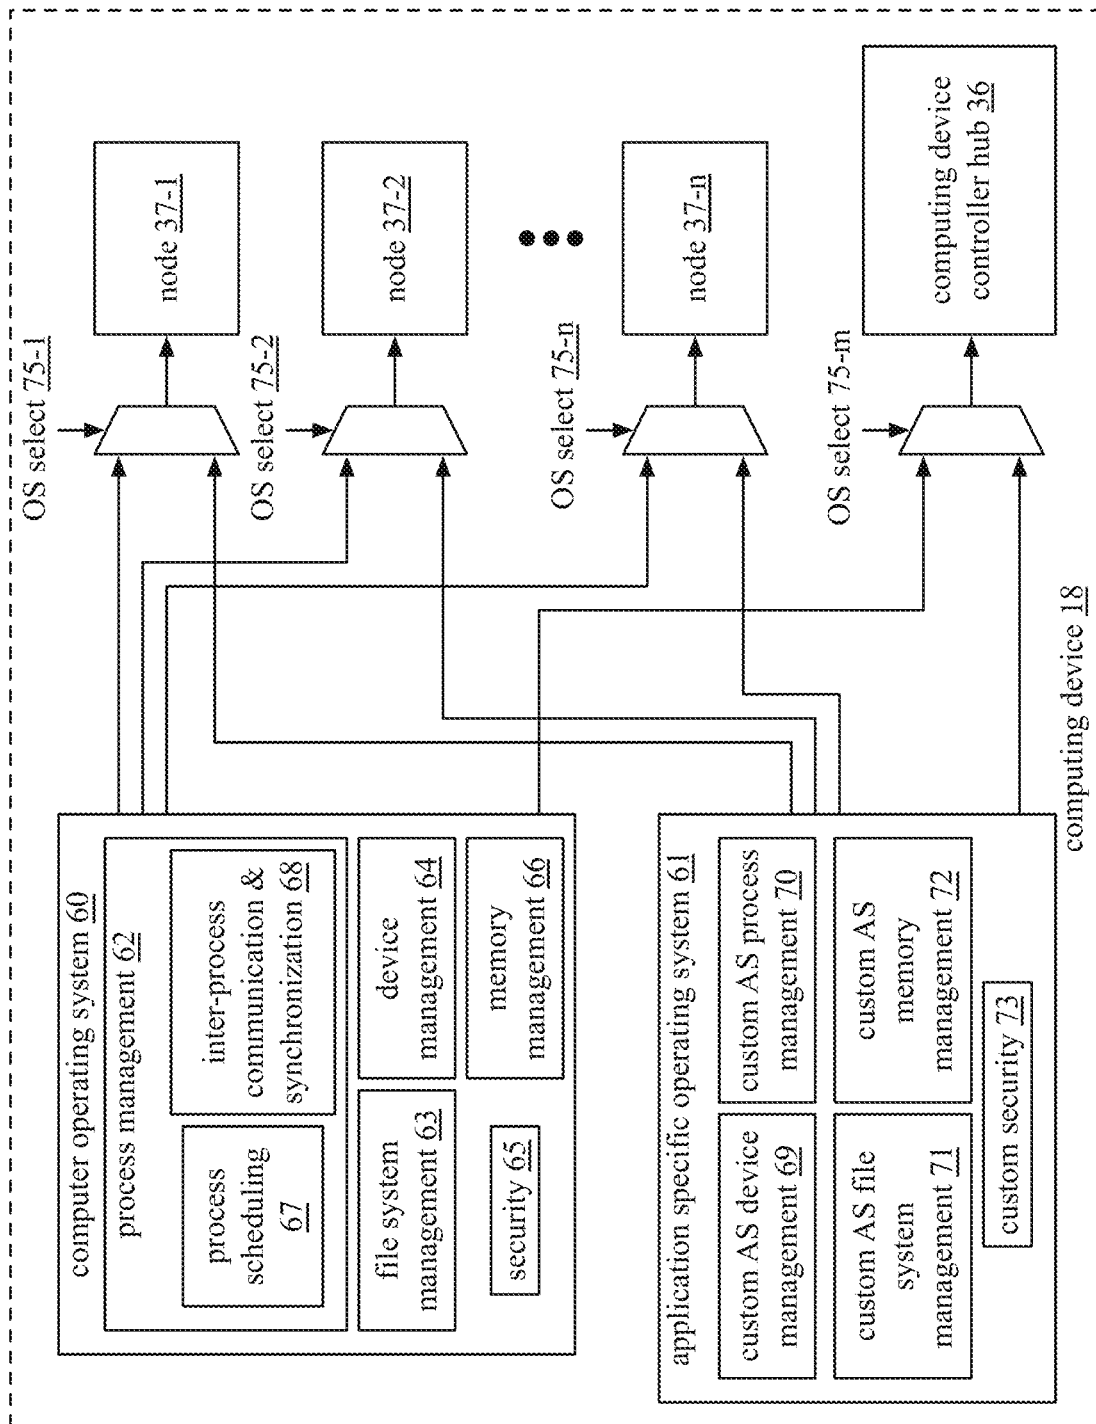 computer operating system 60
process management 62
process
scheduling
67
inter-process
communication &
synchronization 68
file system
management 63
device
management 64
security 65
memory
management 66
application specific operating system 61
custom AS device
management 69
custom AS process
management 70
custom AS file
system
management 71
custom AS
memory
management 72
custom security 73
OS select 75-1
node 37-1
OS select 75-2
node 37-2
OS select 75-n
node 37-n
OS select 75-m
computing device
controller hub 36
computing device 18